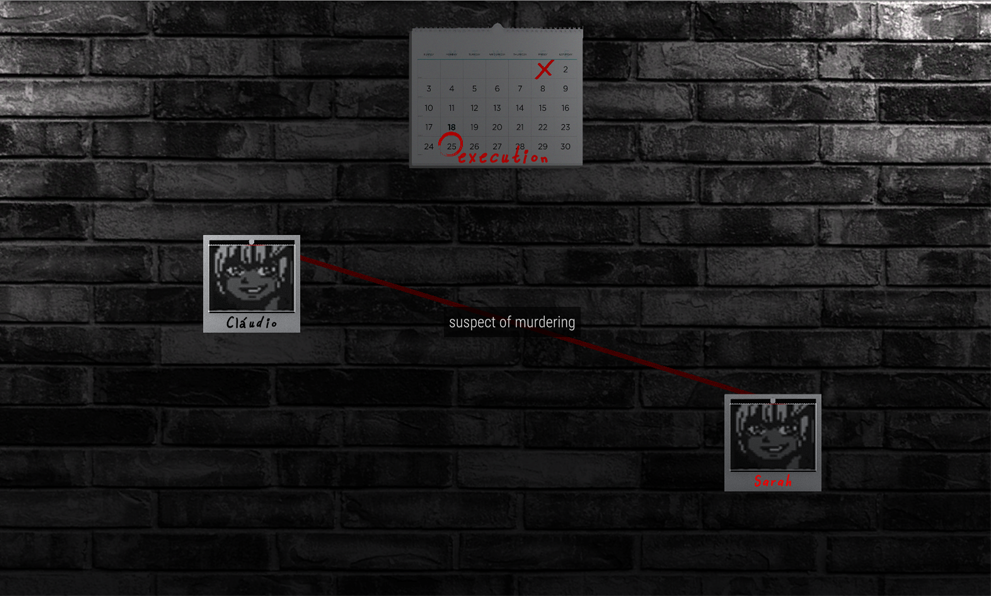 X 2
3 4 5 6 7 8 9
10 11 12 13 14 15 16
17 18 19 20 21 22 23
24 25 26 27 28 29 30
execution
Cláudio
suspect of murdering
Sarah